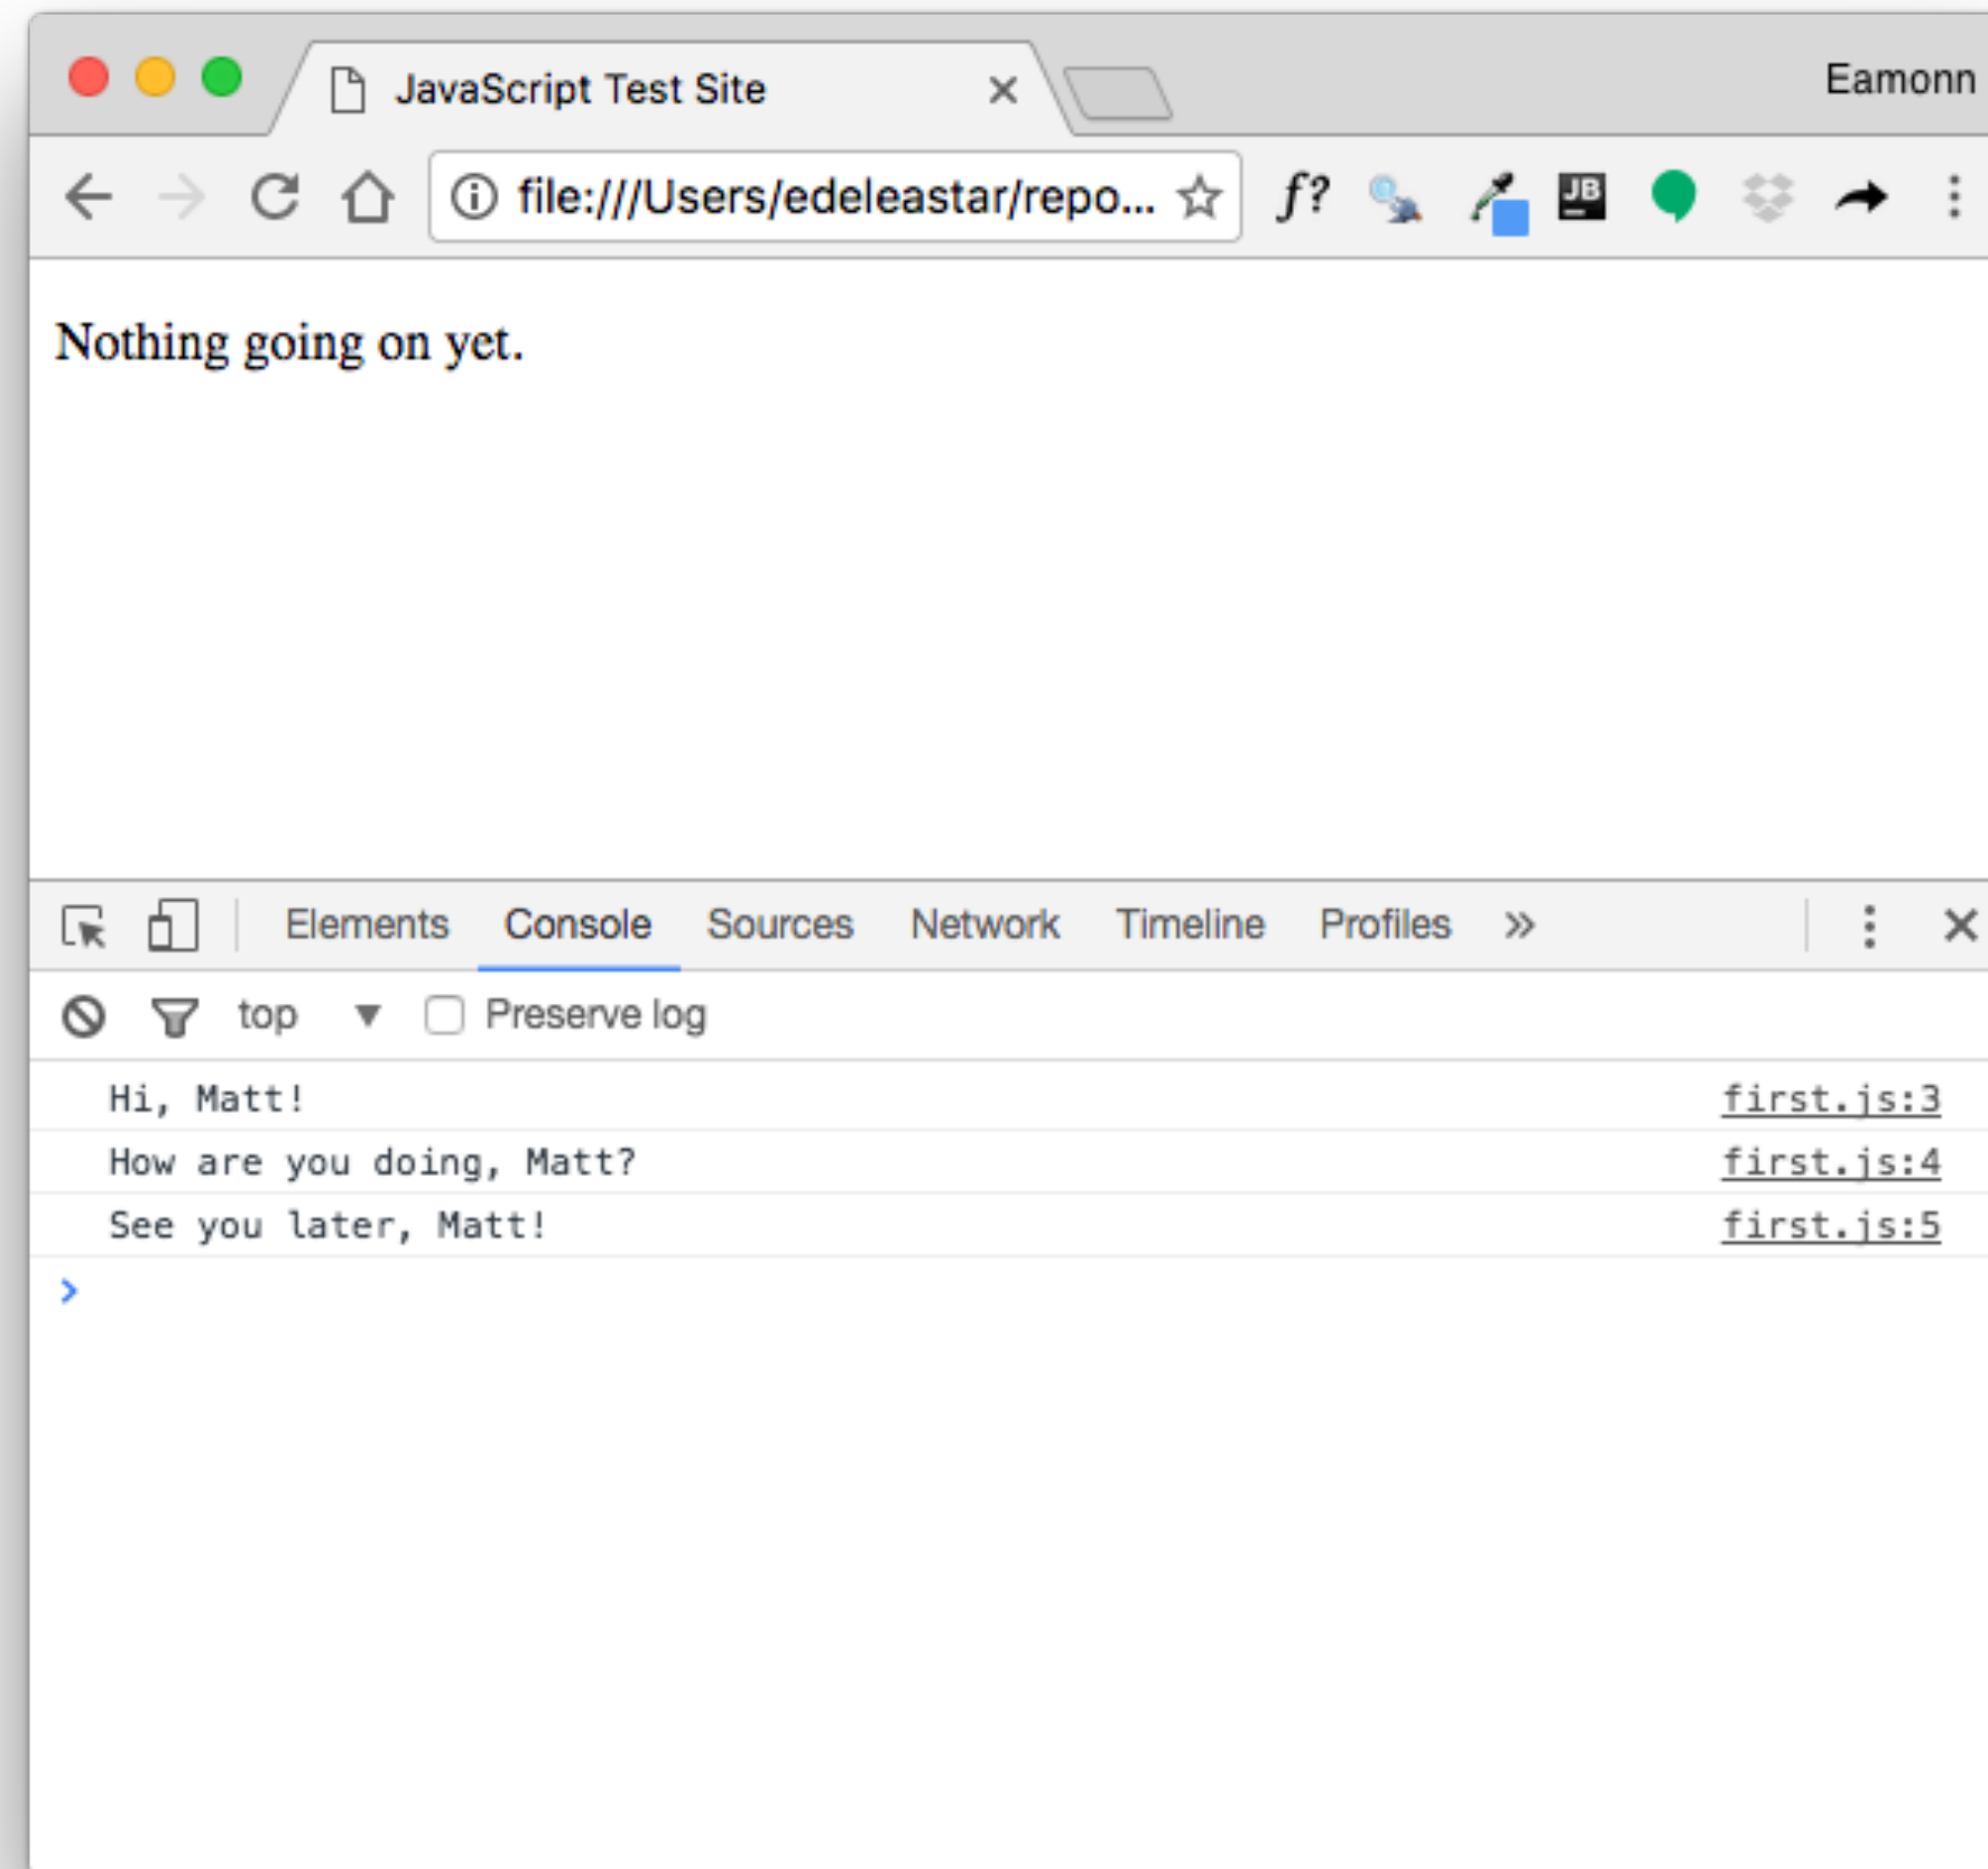 JavaScript Test Site
Eamonn
file:///Users/edeleastar/repo...
f?
JB
Nothing going on yet.
Elements Console Sources Network Timeline Profiles »
top Preserve log
Hi, Matt! first.js:3
How are you doing, Matt? first.js:4
See you later, Matt! first.js:5
>